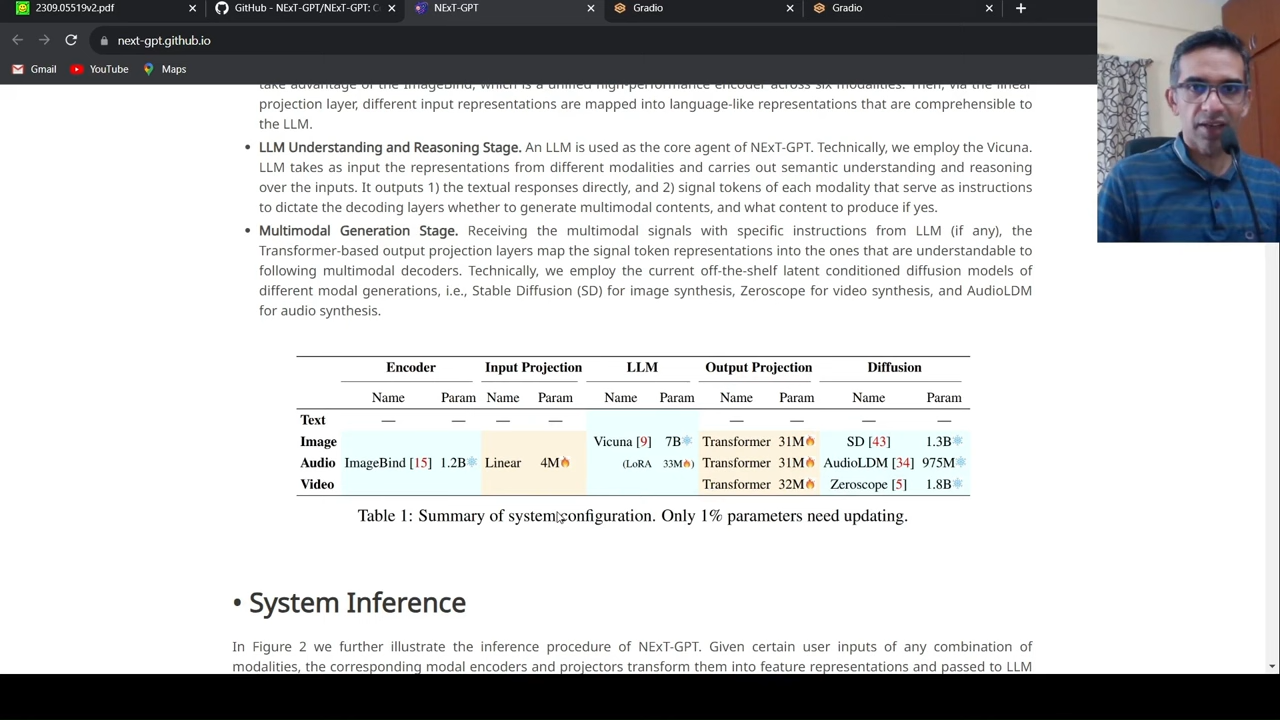 2309.05519v2.pdf
GitHub - NExT-GPT/NExT-GPT: C
NExT-GPT
Gradio
Gradio
next-gpt.github.io
Gmail
YouTube
Maps
take advantage of the ImageBind, which is a unified high-performance encoder across six modalities. Then, via the linear
projection layer, different input representations are mapped into language-like representations that are comprehensible to
the LLM.
• LLM Understanding and Reasoning Stage. An LLM is used as the core agent of NExT-GPT. Technically, we employ the Vicuna.
LLM takes as input the representations from different modalities and carries out semantic understanding and reasoning
over the inputs. It outputs 1) the textual responses directly, and 2) signal tokens of each modality that serve as instructions
to dictate the decoding layers whether to generate multimodal contents, and what content to produce if yes.
• Multimodal Generation Stage. Receiving the multimodal signals with specific instructions from LLM (if any), the
Transformer-based output projection layers map the signal token representations into the ones that are understandable to
following multimodal decoders. Technically, we employ the current off-the-shelf latent conditioned diffusion models of
different modal generations, i.e., Stable Diffusion (SD) for image synthesis, Zeroscope for video synthesis, and AudioLDM
for audio synthesis.
Encoder Input Projection LLM Output Projection Diffusion
Name Param Name Param Name Param Name Param Name Param
Text — — — — — — — —
Image Vicuna [9] 7B Transformer 31M SD [43] 1.3B
Audio ImageBind [15] 1.2B Linear 4M (LoRA 33M) Transformer 31M AudioLDM [34] 975M
Video Transformer 32M Zeroscope [5] 1.8B
Table 1: Summary of system configuration. Only 1% parameters need updating.
• System Inference
In Figure 2 we further illustrate the inference procedure of NExT-GPT. Given certain user inputs of any combination of
modalities, the corresponding modal encoders and projectors transform them into feature representations and passed to LLM